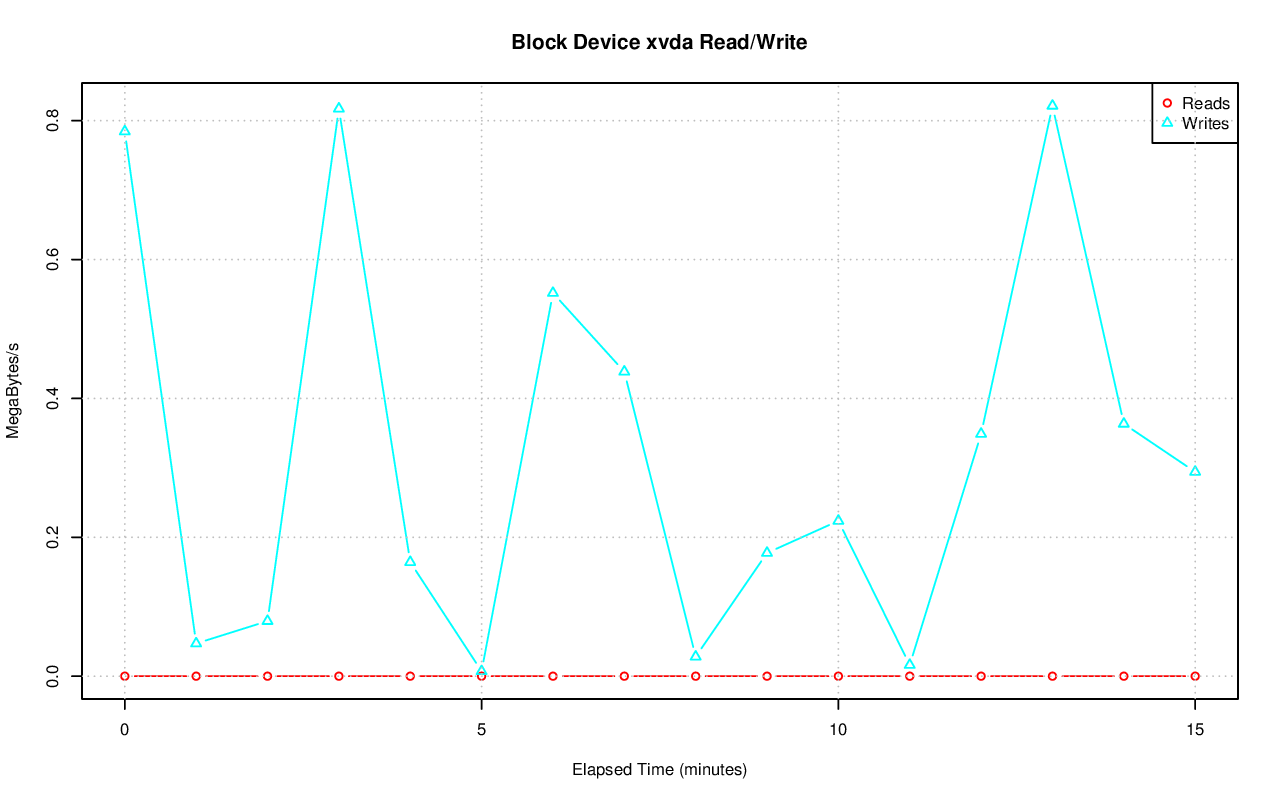 Block Device xvda Read/Write
Reads
Writes
MegaBytes/s
0.8
0.6
0.4
0.2
0.0
0 5 10 15
Elapsed Time (minutes)